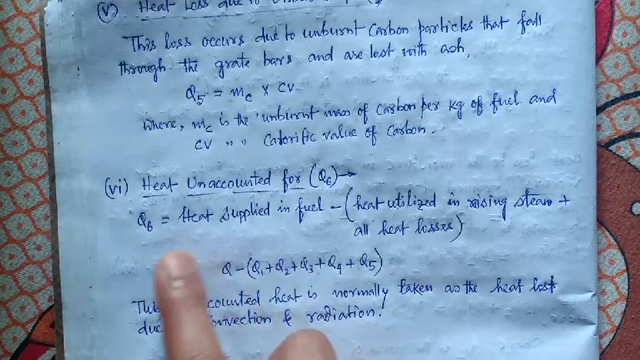 (v) Heat Loss due to
This loss occurs due to unburnt Carbon particles that fall
through the grate bars and are lost with ash,
Q5 = mc × CV
where, mc is the unburnt mass of Carbon per kg of fuel and
CV " " Calorific value of Carbon.
(vi) Heat Unaccounted for (Q6) →
Q6 = Heat Supplied in fuel - (heat utilized in raising steam +
all heat losses)
Q - (Q1 + Q2 + Q3 + Q4 + Q5)
counted heat is normally taken as the heat lost
due & radiation.